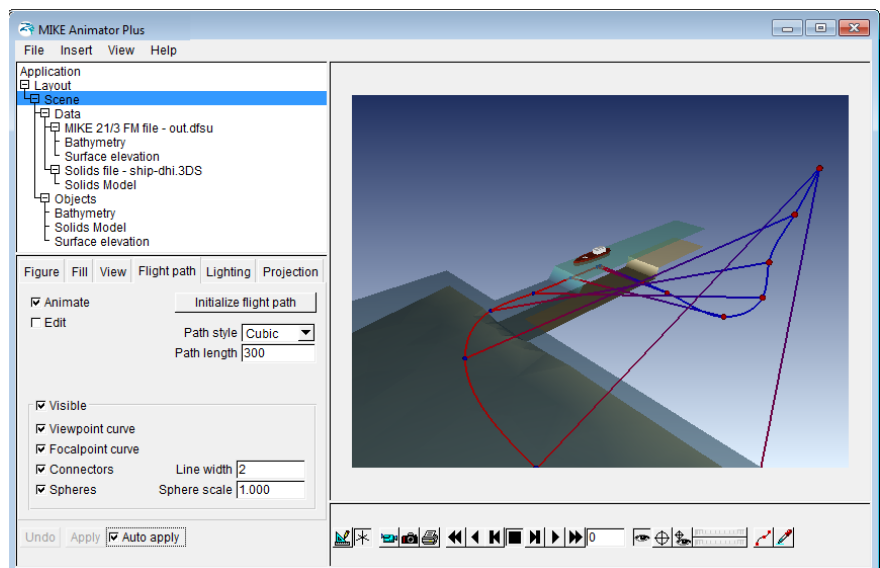 MIKE Animator Plus
File Insert View Help
Application
Layout
Scene
Data
MIKE 21/3 FM file - out.dfsu
Bathymetry
Surface elevation
Solids file - ship-dhi.3DS
Solids Model
Objects
Bathymetry
Solids Model
Surface elevation
Figure Fill View Flight path Lighting Projection
Animate Initialize flight path
Edit
Path style Cubic
Path length 300
Visible
Viewpoint curve
Focalpoint curve
Connectors Line width 2
Spheres Sphere scale 1.000
Undo Apply Auto apply
0